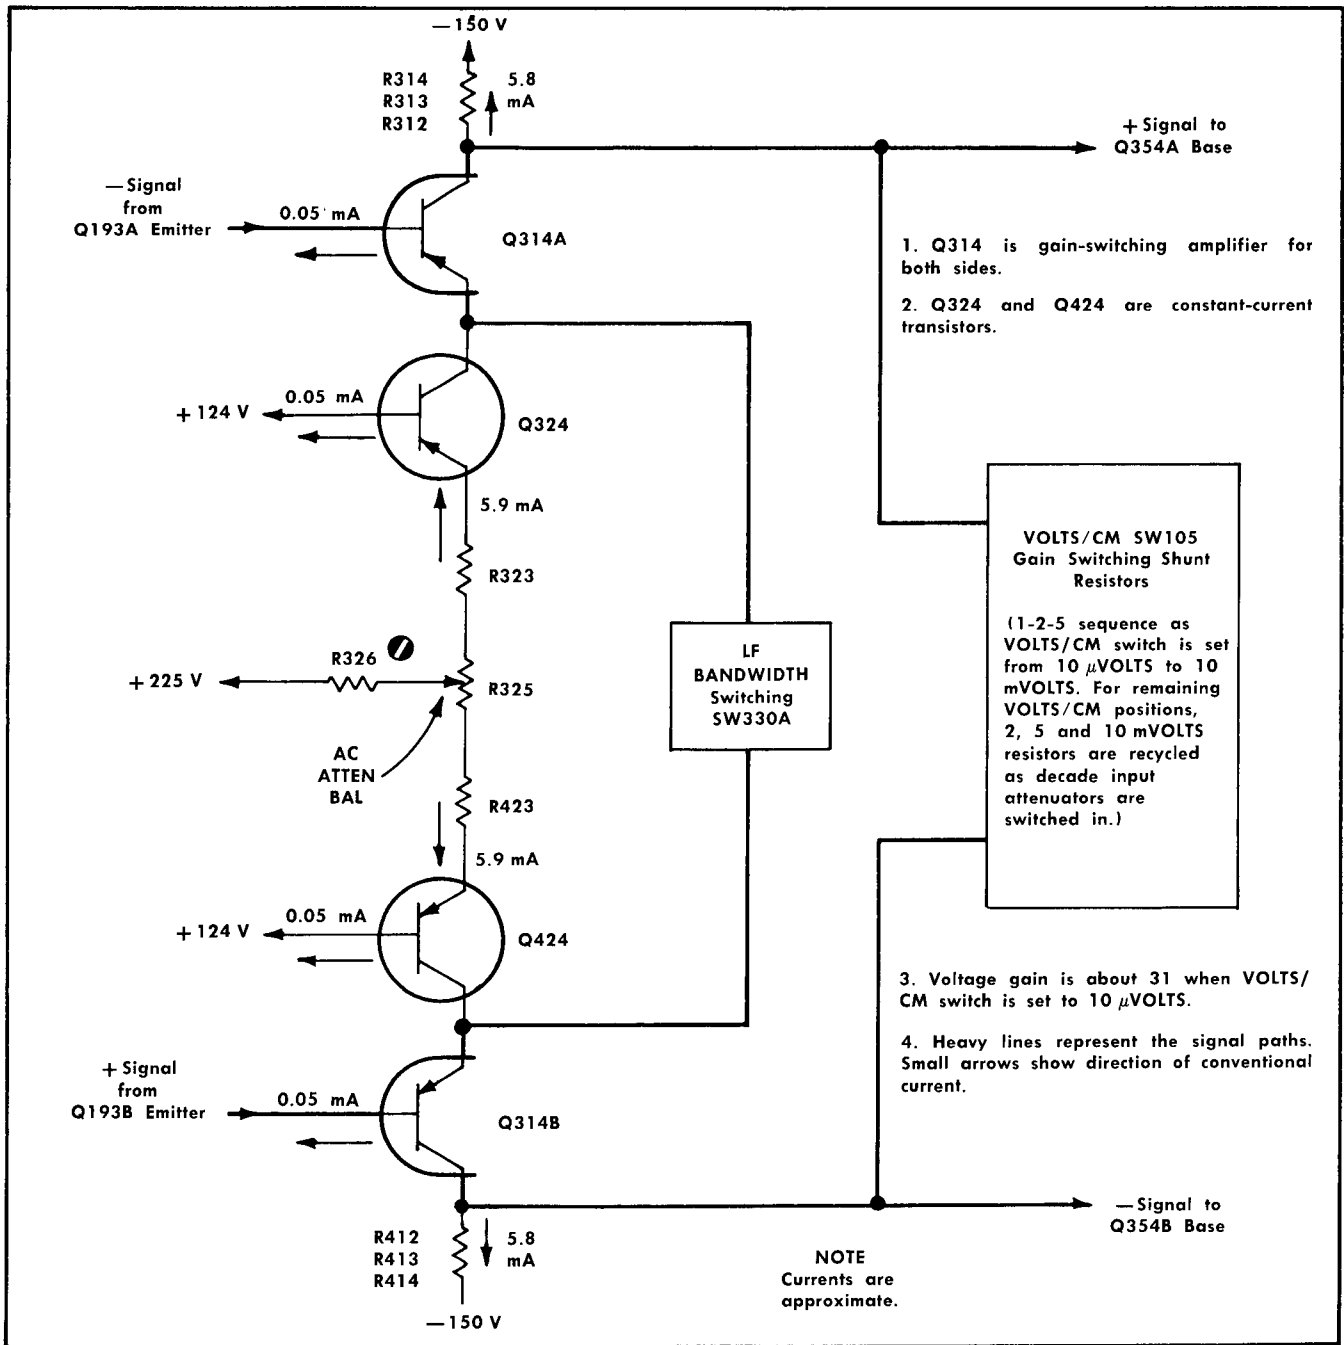 —150 V
R314
R313
R312
5.8
mA
+ Signal to
Q354A Base
— Signal
from
Q193A Emitter
0.05 mA
Q314A
1. Q314 is gain-switching amplifier for
both sides.
2. Q324 and Q424 are constant-current
transistors.
+ 124 V
0.05 mA
Q324
5.9 mA
R323
VOLTS/CM SW105
Gain Switching Shunt
Resistors
(1-2-5 sequence as
VOLTS/CM switch is set
from 10 μVOLTS to 10
mVOLTS. For remaining
VOLTS/CM positions,
2, 5 and 10 mVOLTS
resistors are recycled
as decade input
attenuators are
switched in.)
LF
BANDWIDTH
Switching
SW330A
R326
+ 225 V
R325
AC
ATTEN
BAL
R423
5.9 mA
+ 124 V
0.05 mA
Q424
3. Voltage gain is about 31 when VOLTS/
CM switch is set to 10 μVOLTS.
4. Heavy lines represent the signal paths.
Small arrows show direction of conventional
current.
+ Signal
from
Q193B Emitter
0.05 mA
Q314B
— Signal to
Q354B Base
R412
R413
R414
5.8
mA
—150 V
NOTE
Currents are
approximate.